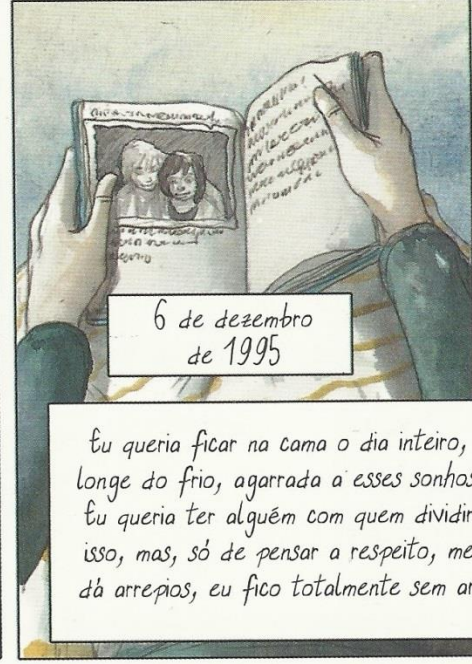 6 de dezembro
de 1995
Eu queria ficar na cama o dia inteiro,
longe do frio, agarrada a esses sonhos
Eu queria ter alguém com quem dividir
isso, mas, só de pensar a respeito, me
dá arrepios, eu fico totalmente sem ar